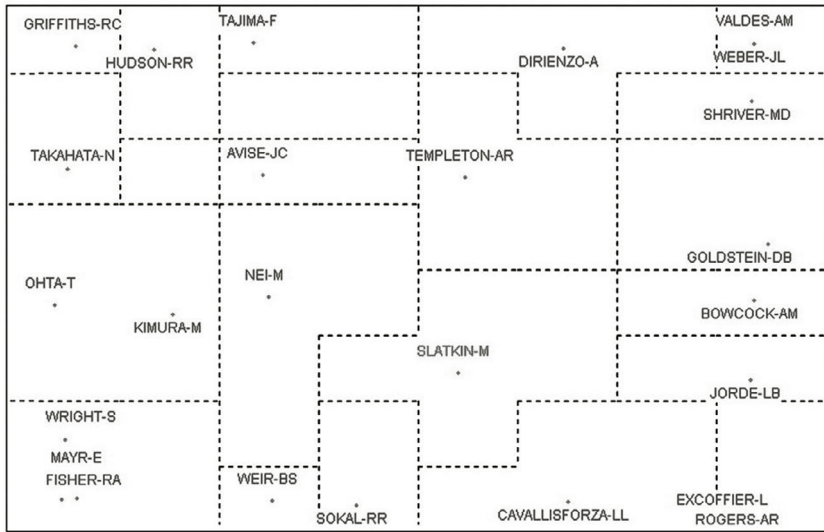 GRIFFITHS-RC
TAJIMA-F
VALDES-AM
HUDSON-RR
DIRIENZO-A
WEBER-JL
SHRIVER-MD
TAKAHATA-N
AVISE-JC
TEMPLETON-AR
GOLDSTEIN-DB
OHTA-T
NEI-M
BOWCOCK-AM
KIMURA-M
SLATKIN-M
JORDE-LB
WRIGHT-S
MAYR-E
FISHER-RA
WEIR-BS
SOKAL-RR
CAVALLISFORZA-LL
EXCOFFIER-L
ROGERS-AR